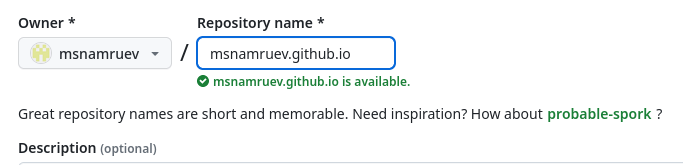 Owner * Repository name *
msnamruev / msnamruev.github.io
msnamruev.github.io is available.
Great repository names are short and memorable. Need inspiration? How about probable-spork ?
Description (optional)